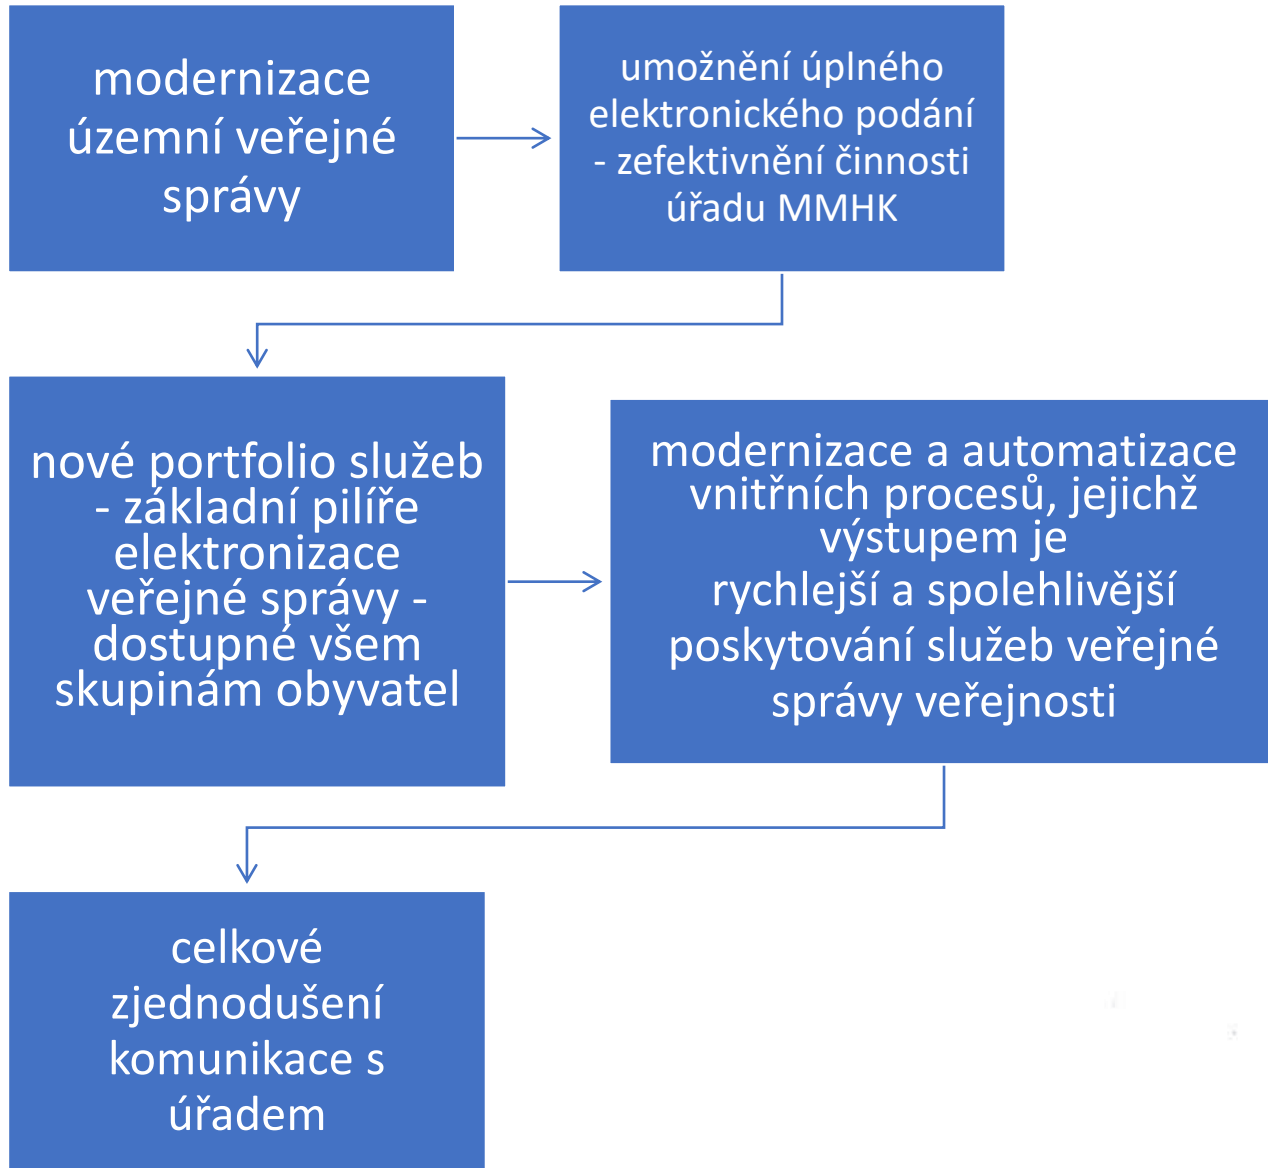 modernizace
územní veřejné
správy
umožnění úplného
elektronického podání
- zefektivnění činnosti
úřadu MMHK
nové portfolio služeb
- základní pilíře
elektronizace
veřejné správy -
dostupné všem
skupinám obyvatel
modernizace a automatizace
vnitřních procesů, jejichž
výstupem je
rychlejší a spolehlivější
poskytování služeb veřejné
správy veřejnosti
celkové
zjednodušení
komunikace s
úřadem